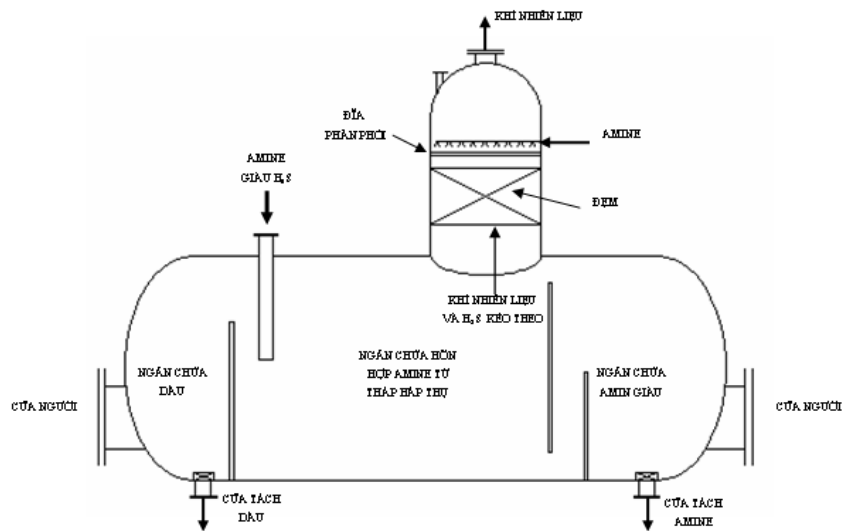 KHÍ NHIÊN LIỆU
ĐĨA
PHÂN PHỐI
AMINE
AMINE
GIÀU H₂S
ĐỆM
KHÍ NHIÊN LIỆU
VÀ H₂S KÉO THEO
NGĂN CHỨA
DẦU
NGĂN CHỨA HỖN
HỢP AMINE TỪ
THÁP HẤP THỤ
NGĂN CHỨA
AMIN GIÀU
CỬA NGƯỜI
CỬA NGƯỜI
CỬA TÁCH
DẦU
CỬA TÁCH
AMINE